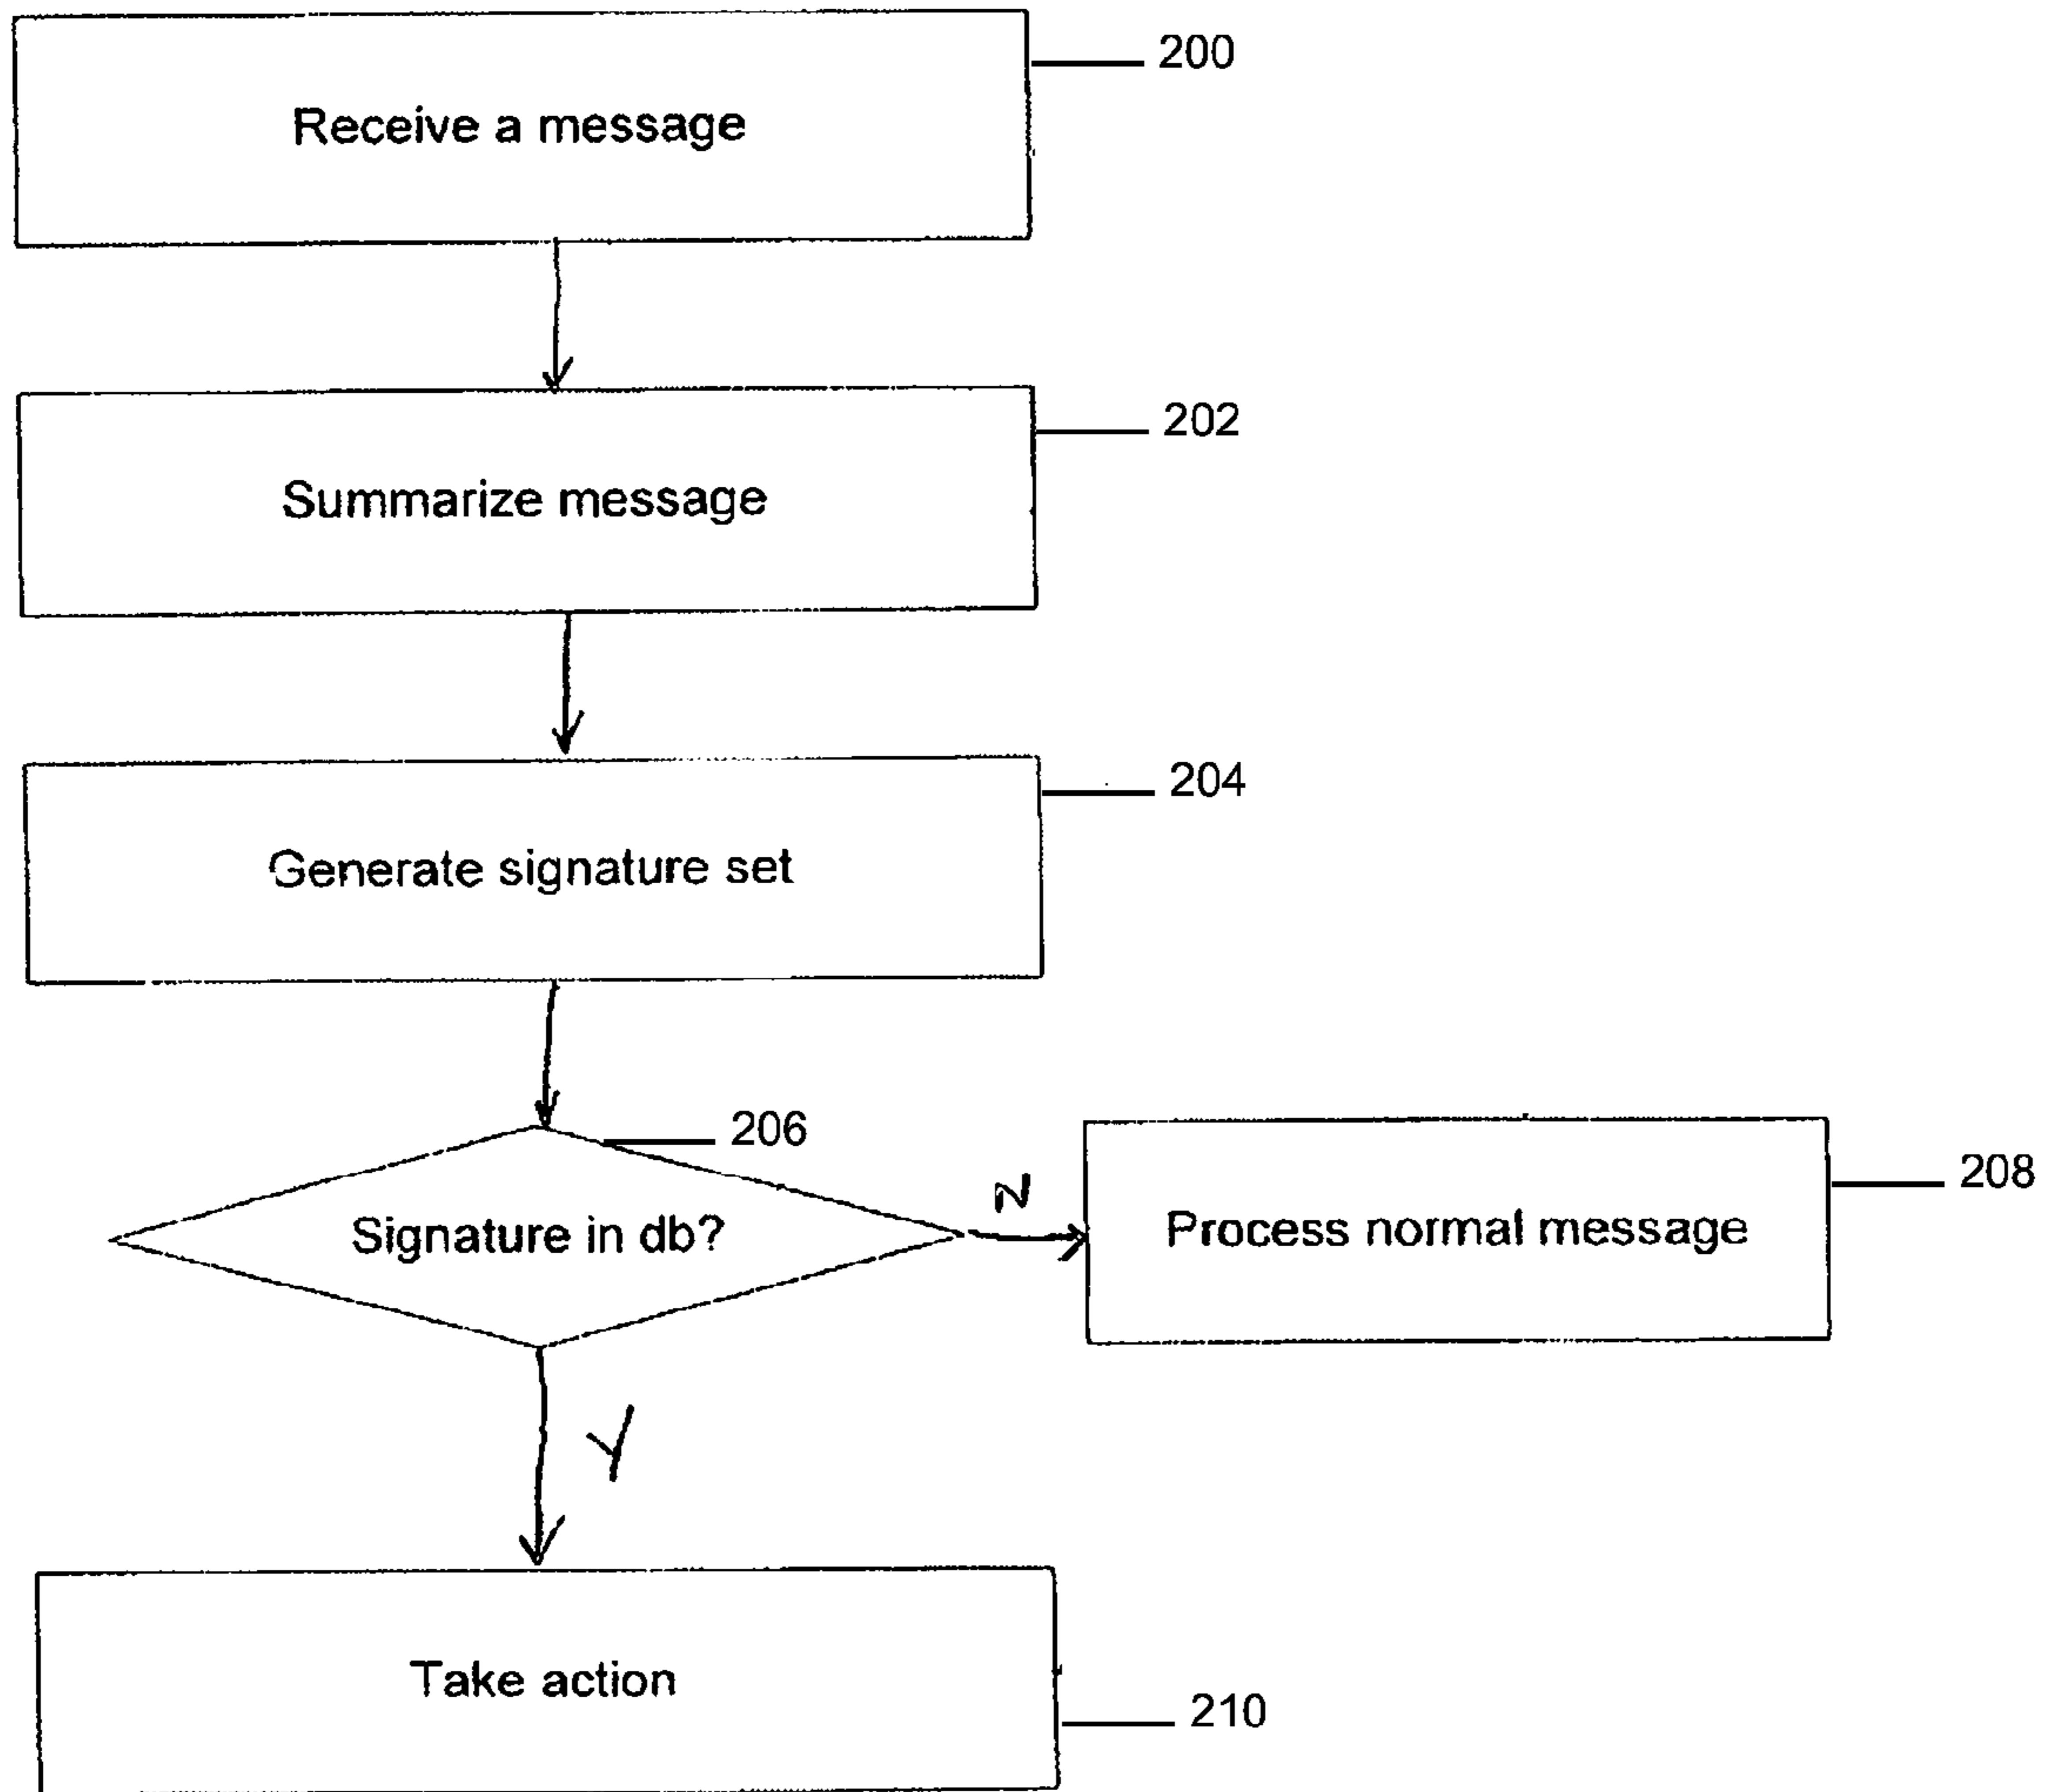 200
Receive a message
202
Summarize message
204
Generate signature set
206
Signature in db?
N
208
Process normal message
Y
Take action
210